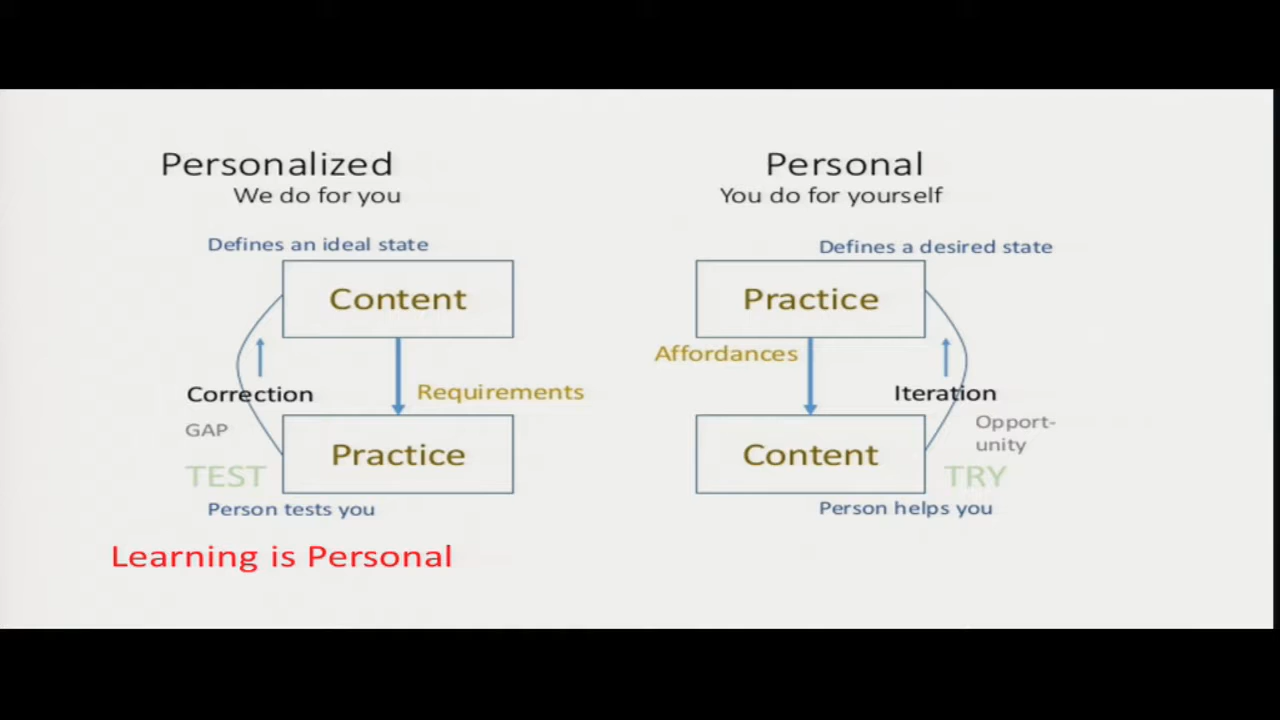 Personalized
We do for you
Defines an ideal state
Content
Correction
Requirements
GAP
Practice
TEST
Person tests you
Learning is Personal
Personal
You do for yourself
Defines a desired state
Practice
Affordances
Iteration
Opport-
unity
Content
TRY
Person helps you